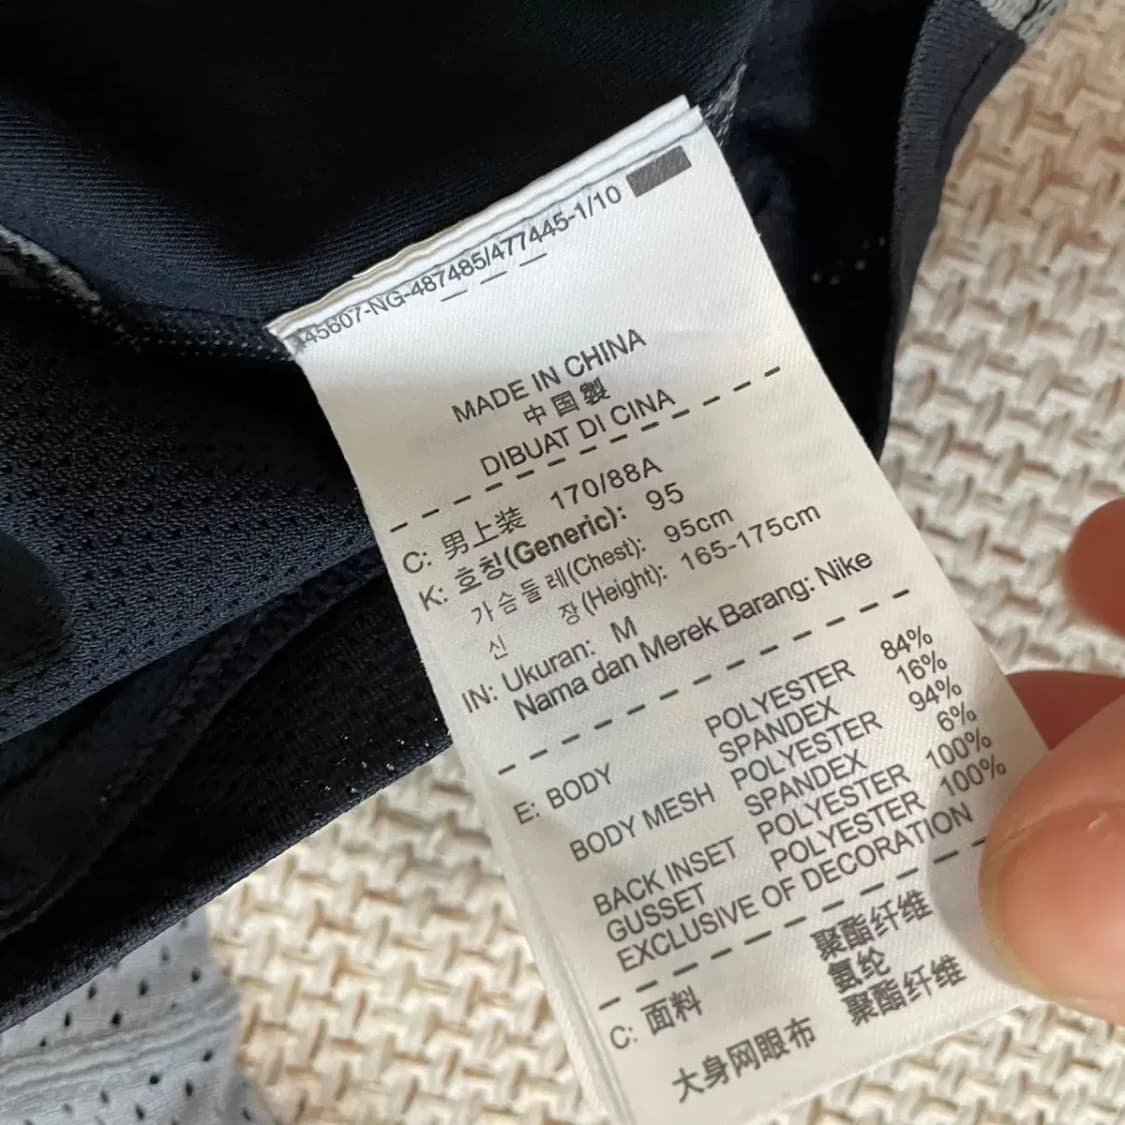 45607-NG-487485/477445-1/10
MADE IN CHINA
中国製
DIBUAT DI CINA
C: 男上装 170/88A
K: 호칭(Generic): 95
가슴둘레(Chest): 95cm
신 장(Height): 165-175cm
IN: Ukuran: M
Nama dan Merek Barang: Nike
E: BODY POLYESTER 84%
SPANDEX 16%
BODY MESH POLYESTER 94%
SPANDEX 6%
BACK INSET POLYESTER 100%
GUSSET POLYESTER 100%
EXCLUSIVE OF DECORATION
C: 面料 聚酯纤维
氨纶
大身网眼布 聚酯纤维